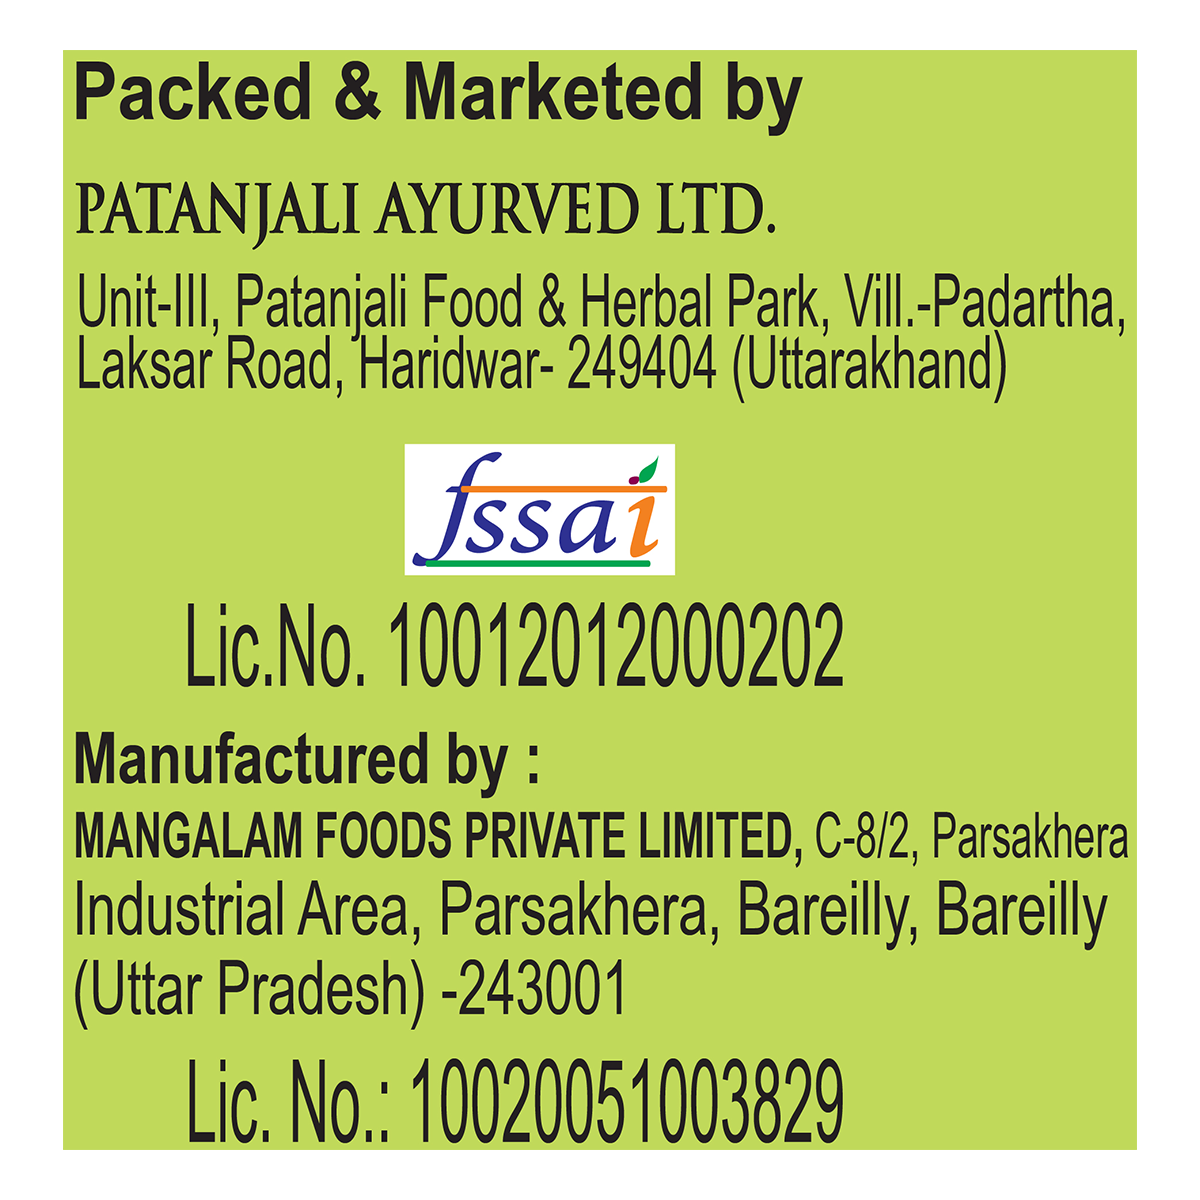 Packed & Marketed by
PATANJALI AYURVED LTD.
Unit-III, Patanjali Food & Herbal Park, Vill.-Padartha,
Laksar Road, Haridwar- 249404 (Uttarakhand)
fssai
Lic.No. 10012012000202
Manufactured by :
MANGALAM FOODS PRIVATE LIMITED, C-8/2, Parsakhera
Industrial Area, Parsakhera, Bareilly, Bareilly
(Uttar Pradesh) -243001
Lic. No.: 10020051003829